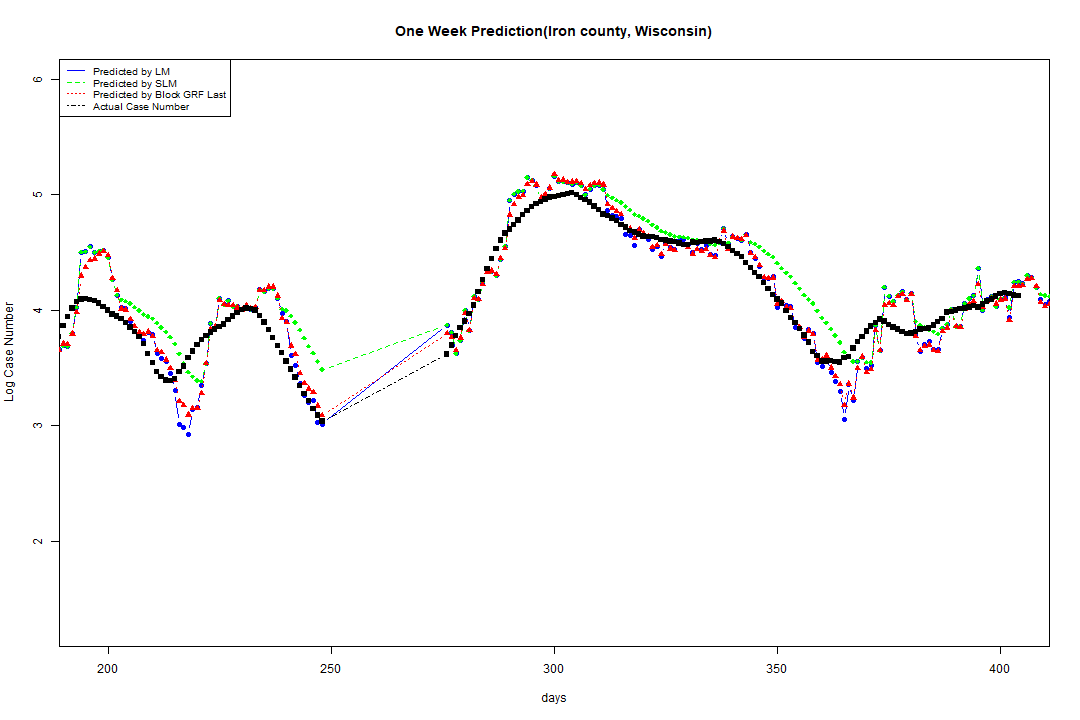 One Week Prediction(Iron county, Wisconsin)
Predicted by LM
Predicted by SLM
Predicted by Block GRF Last
Actual Case Number
6
5
4
3
2
Log Case Number
200
250
300
350
400
days